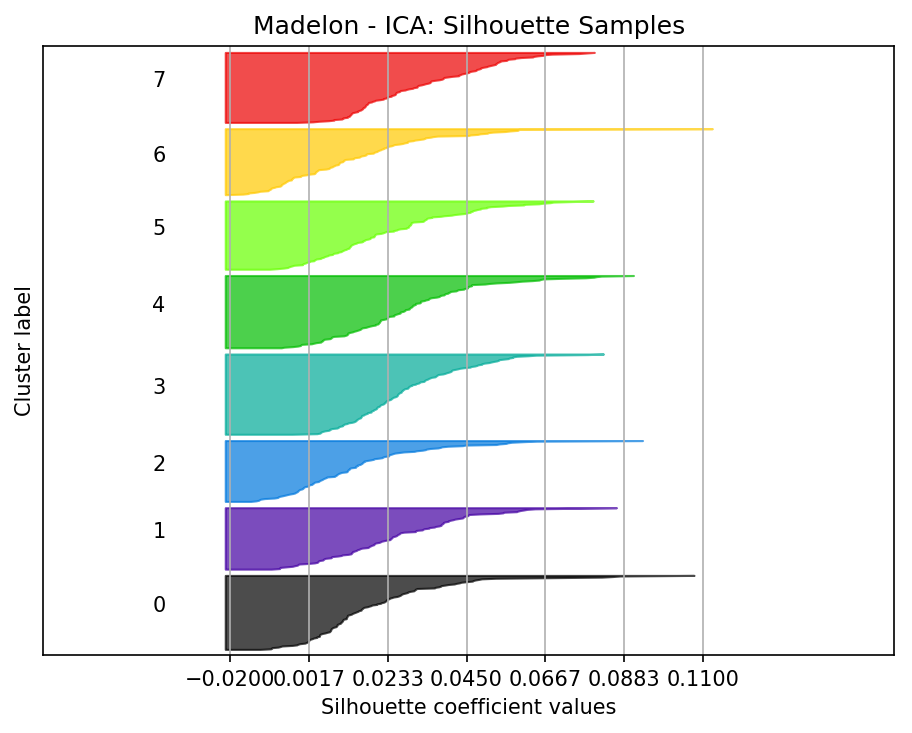 Madelon - ICA: Silhouette Samples
7
6
5
4
3
2
1
0
Cluster label
−0.0200 0.0017 0.0233 0.0450 0.0667 0.0883 0.1100
Silhouette coefficient values